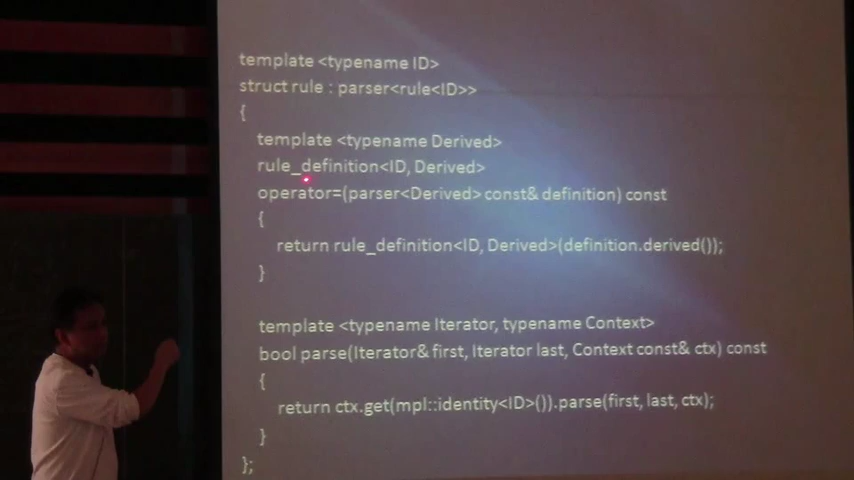 template <typename ID>
struct rule : parser<rule<ID>>
{
template <typename Derived>
rule_definition<ID, Derived>
operator=(parser<Derived> const& definition) const
{
return rule_definition<ID, Derived>(definition.derived());
}
template <typename Iterator, typename Context>
bool parse(Iterator& first, Iterator last, Context const& ctx) const
{
return ctx.get(mpl::identity<ID>()).parse(first, last, ctx);
}
};